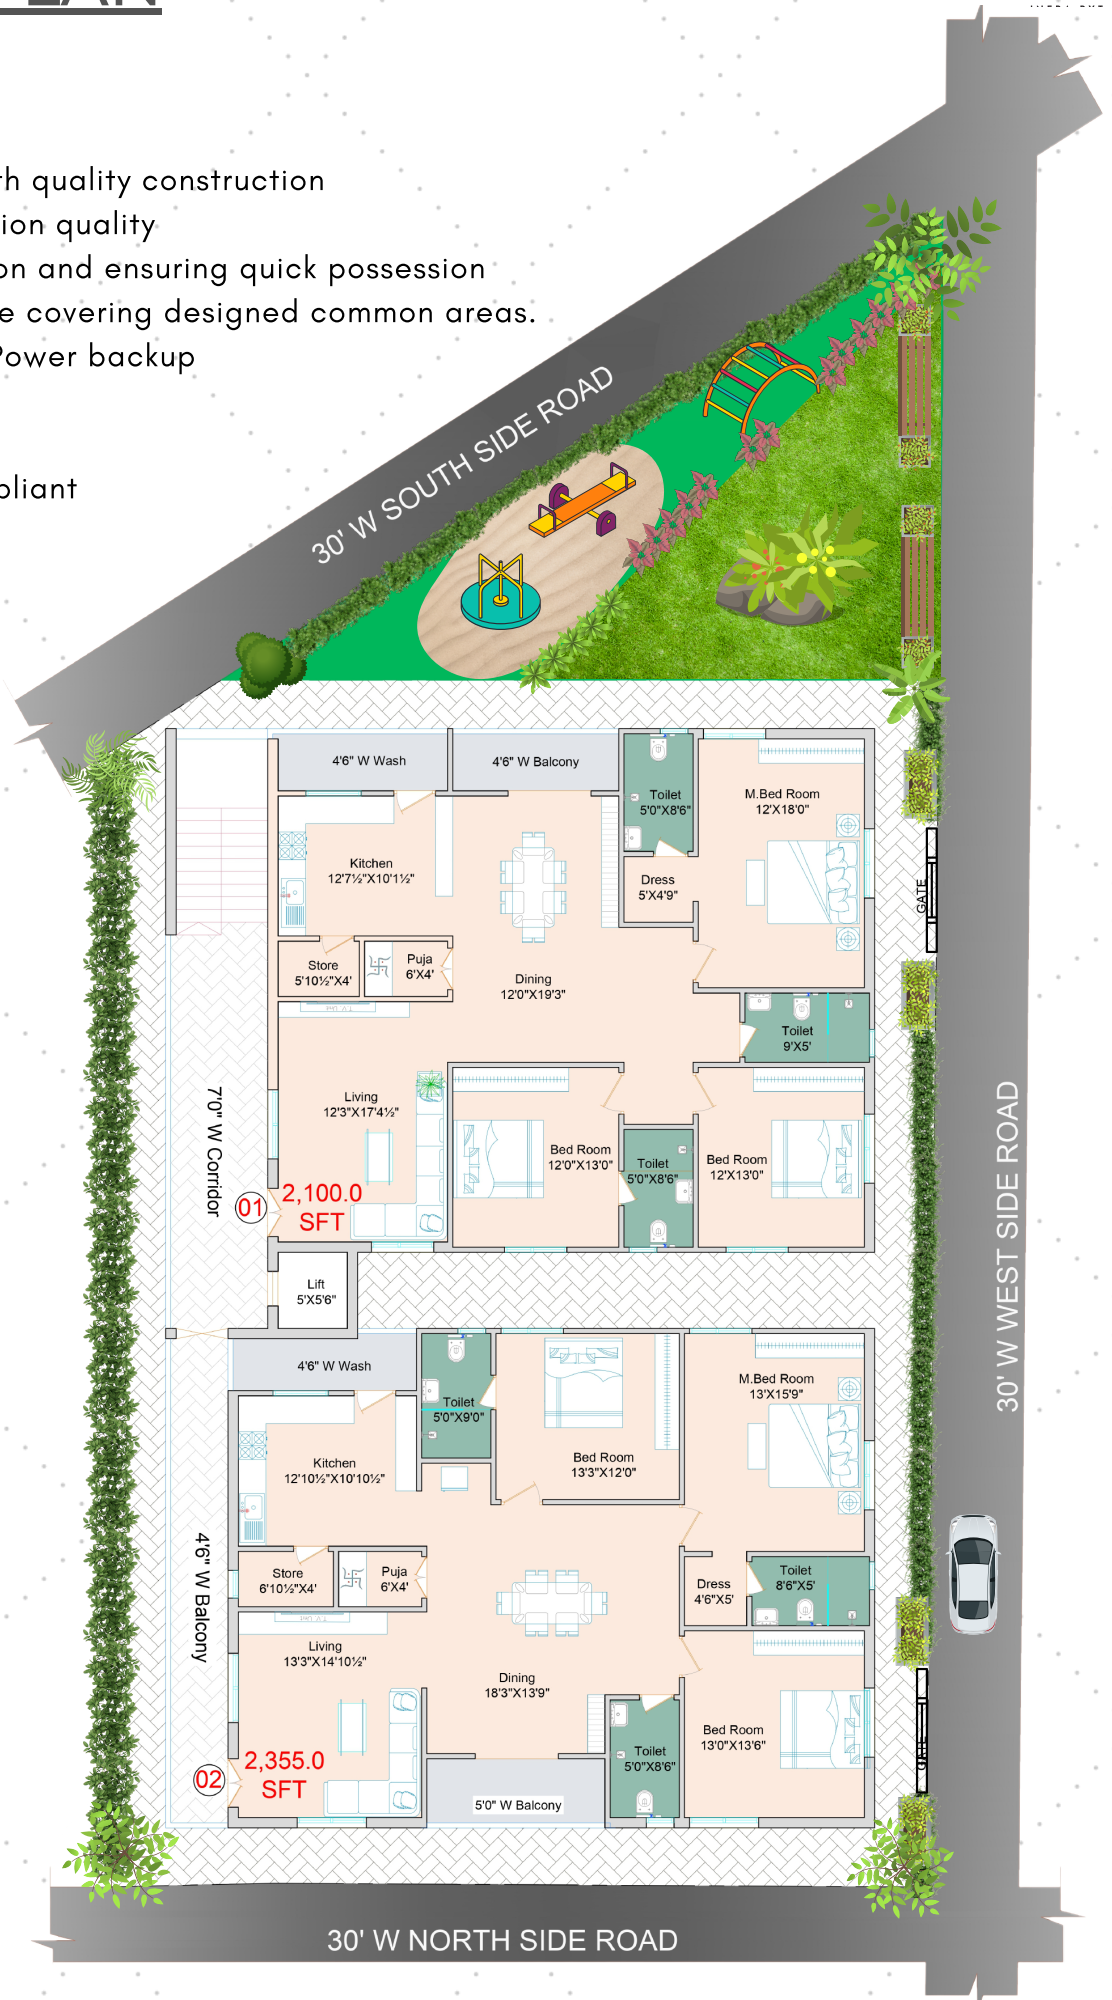 PLAN
th quality construction
ion quality
on and ensuring quick possession
e covering designed common areas.
Power backup
pliant
30' W SOUTH SIDE ROAD
4'6" W Wash
4'6" W Balcony
Toilet
5'0"X8'6"
M.Bed Room
12'X18'0"
Kitchen
12'7½"X10'1½"
Dress
5'X4'9"
GATE
Store
5'10½"X4'
Puja
6'X4'
Dining
12'0"X19'3"
T.V Unit
Toilet
9'X5'
Living
12'3"X17'4½"
7'0" W Corridor
Bed Room
12'0"X13'0"
Toilet
5'0"X8'6"
Bed Room
12'X13'0"
01
2,100.0
SFT
30' W WEST SIDE ROAD
Lift
5'X5'6"
4'6" W Wash
Toilet
5'0"X9'0"
M.Bed Room
13'X15'9"
Kitchen
12'10½"X10'10½"
Bed Room
13'3"X12'0"
4'6" W Balcony
Store
6'10½"X4'
Puja
6'X4'
Dress
4'6"X5'
Toilet
8'6"X5'
T.V Unit
Living
13'3"X14'10½"
Dining
18'3"X13'9"
Bed Room
13'0"X13'6"
Toilet
5'0"X8'6"
GATE
02
2,355.0
SFT
5'0" W Balcony
30' W NORTH SIDE ROAD